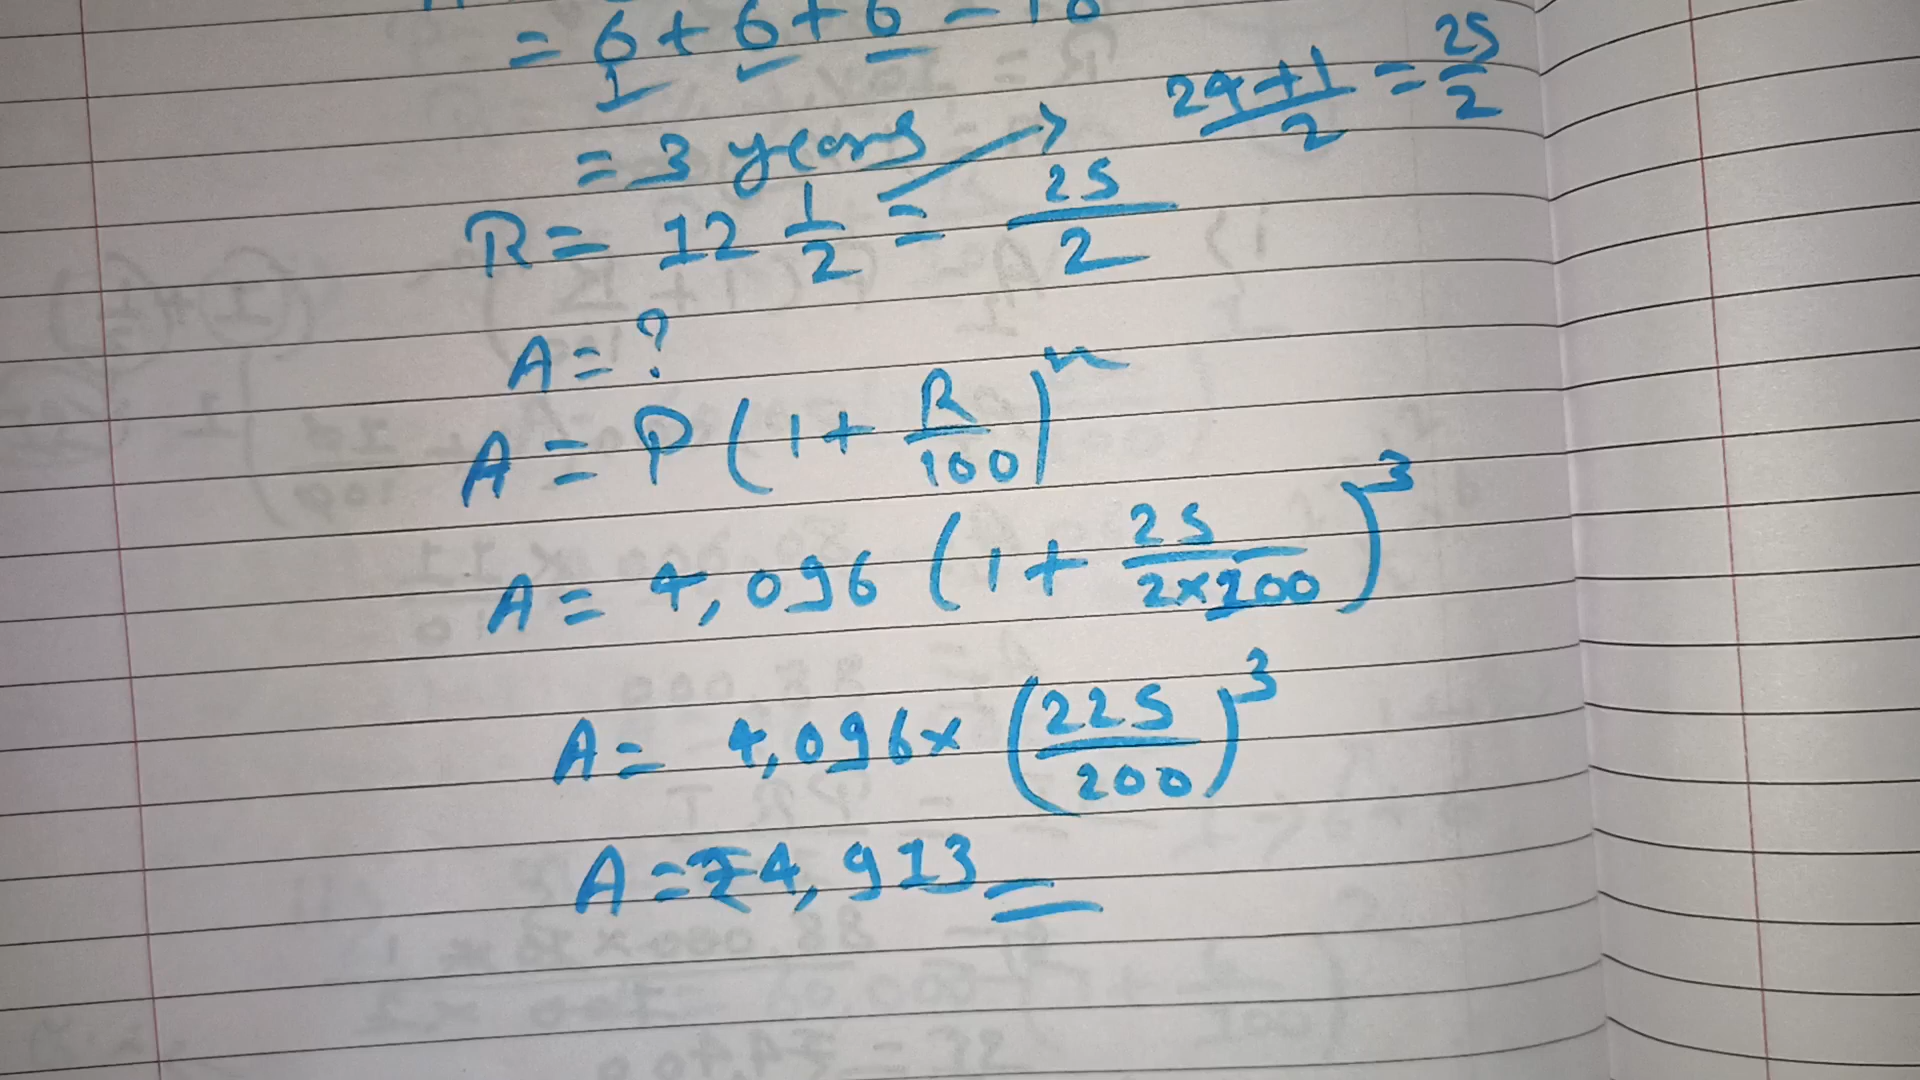 = 6 + 6 + 6 = 18
1
= 3 years
24+1/2 = 25/2
R = 12 1/2 = 25/2
A = ?
A = P (1 + R/100)^n
A = 4,096 (1 + 25/2×100)^3
A = 4,096 × (225/200)^3
A = ₹4,913